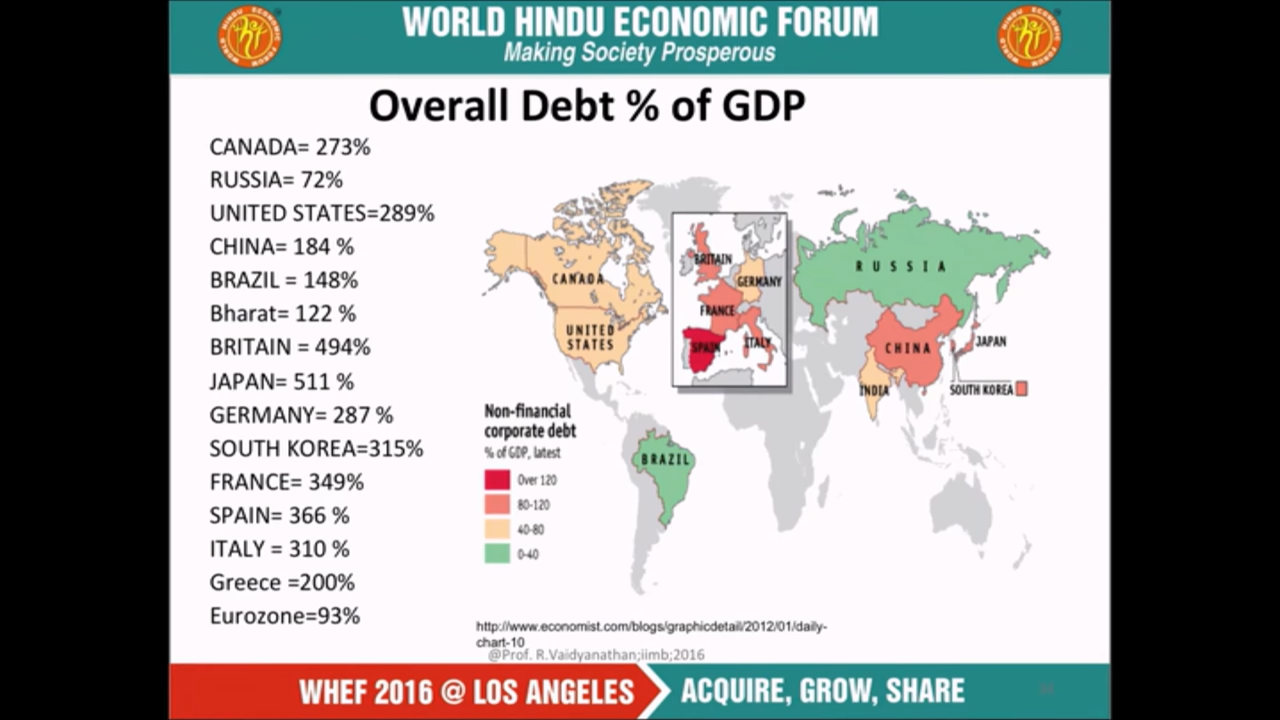 WORLD HINDU ECONOMIC FORUM
Making Society Prosperous
Overall Debt % of GDP
CANADA= 273%
RUSSIA= 72%
UNITED STATES=289%
CHINA= 184 %
BRAZIL = 148%
Bharat= 122 %
BRITAIN = 494%
JAPAN= 511 %
GERMANY= 287 %
SOUTH KOREA=315%
FRANCE= 349%
SPAIN= 366 %
ITALY = 310 %
Greece =200%
Eurozone=93%
CANADA
UNITED
STATES
BRITAIN
GERMANY
FRANCE
SPAIN
ITALY
RUSSIA
CHINA
JAPAN
SOUTH KOREA
INDIA
BRAZIL
Non-financial
corporate debt
% of GDP, latest
Over 120
80-120
40-80
0-40
http://www.economist.com/blogs/graphicdetail/2012/01/daily-
chart-10
@Prof. R.Vaidyanathan;iimb;2016
WHEF 2016 @ LOS ANGELES
ACQUIRE, GROW, SHARE